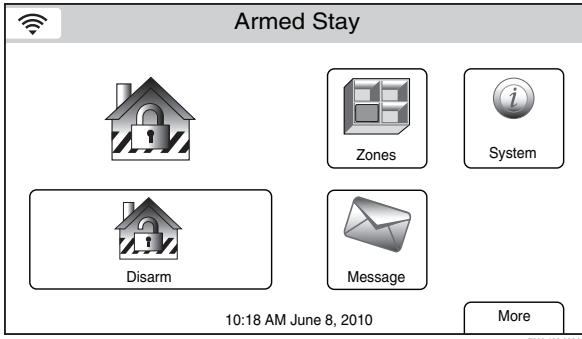 Armed Stay
Zones
System
Disarm
Message
10:18 AM June 8, 2010
More